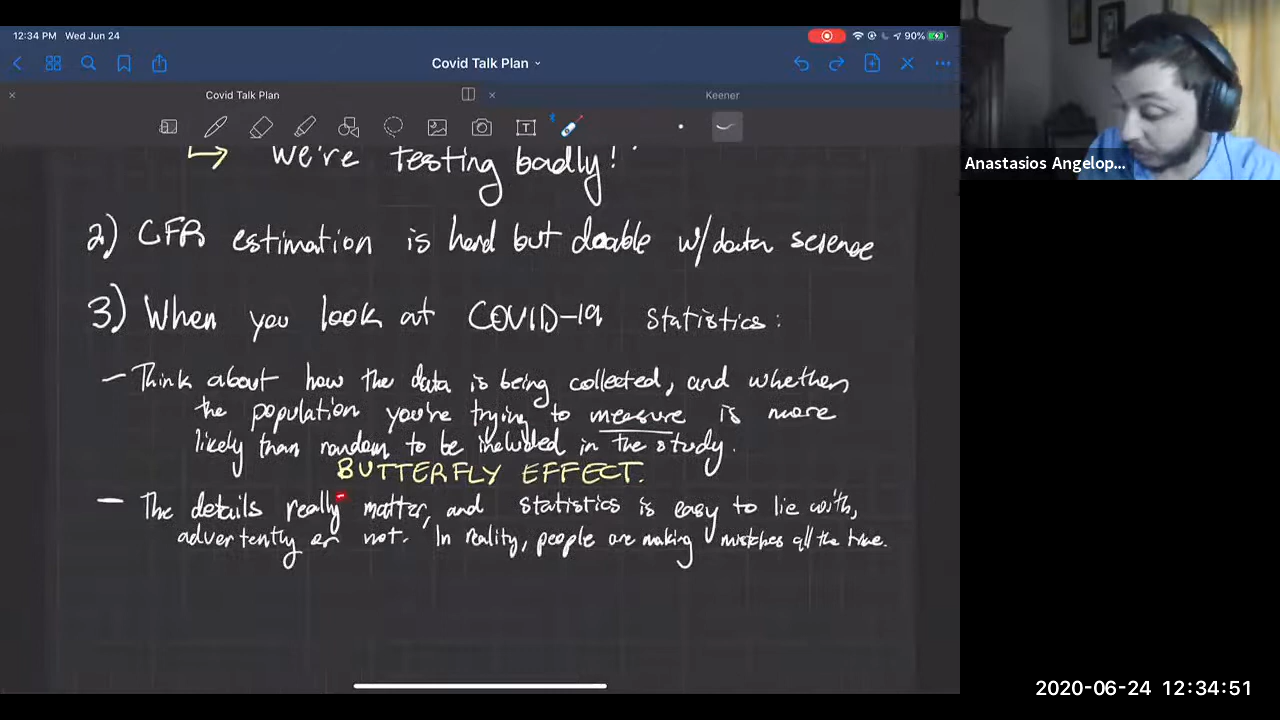 12:34 PM Wed Jun 24
90%
Covid Talk Plan
Covid Talk Plan
Keener
T
Anastasios Angelop...
We're testing badly!
2) CFR estimation is hard but doable w/ data science
3) When you look at COVID-19 statistics:
- Think about how the data is being collected, and whether
the population you're trying to measure is more
likely than random to be included in the study.
BUTTERFLY EFFECT.
- The details really matter, and statistics is easy to lie with,
advertently or not. In reality, people are making mistakes all the time.
2020-06-24 12:34:51